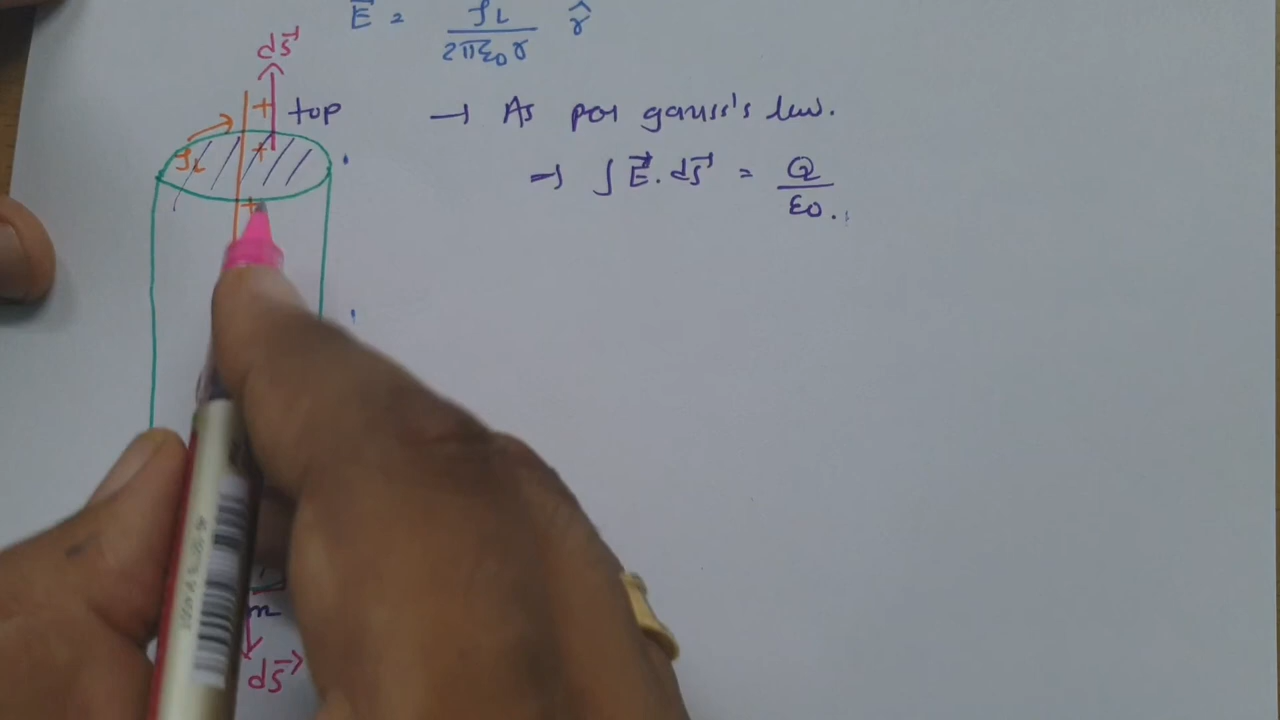 E⃗ = ρL / 2πε0r r̂
dS⃗
+ top
ρL +
+
→ As per gauss's law.
→ ∫ E⃗. dS⃗ = Q / ε0.
dS⃗